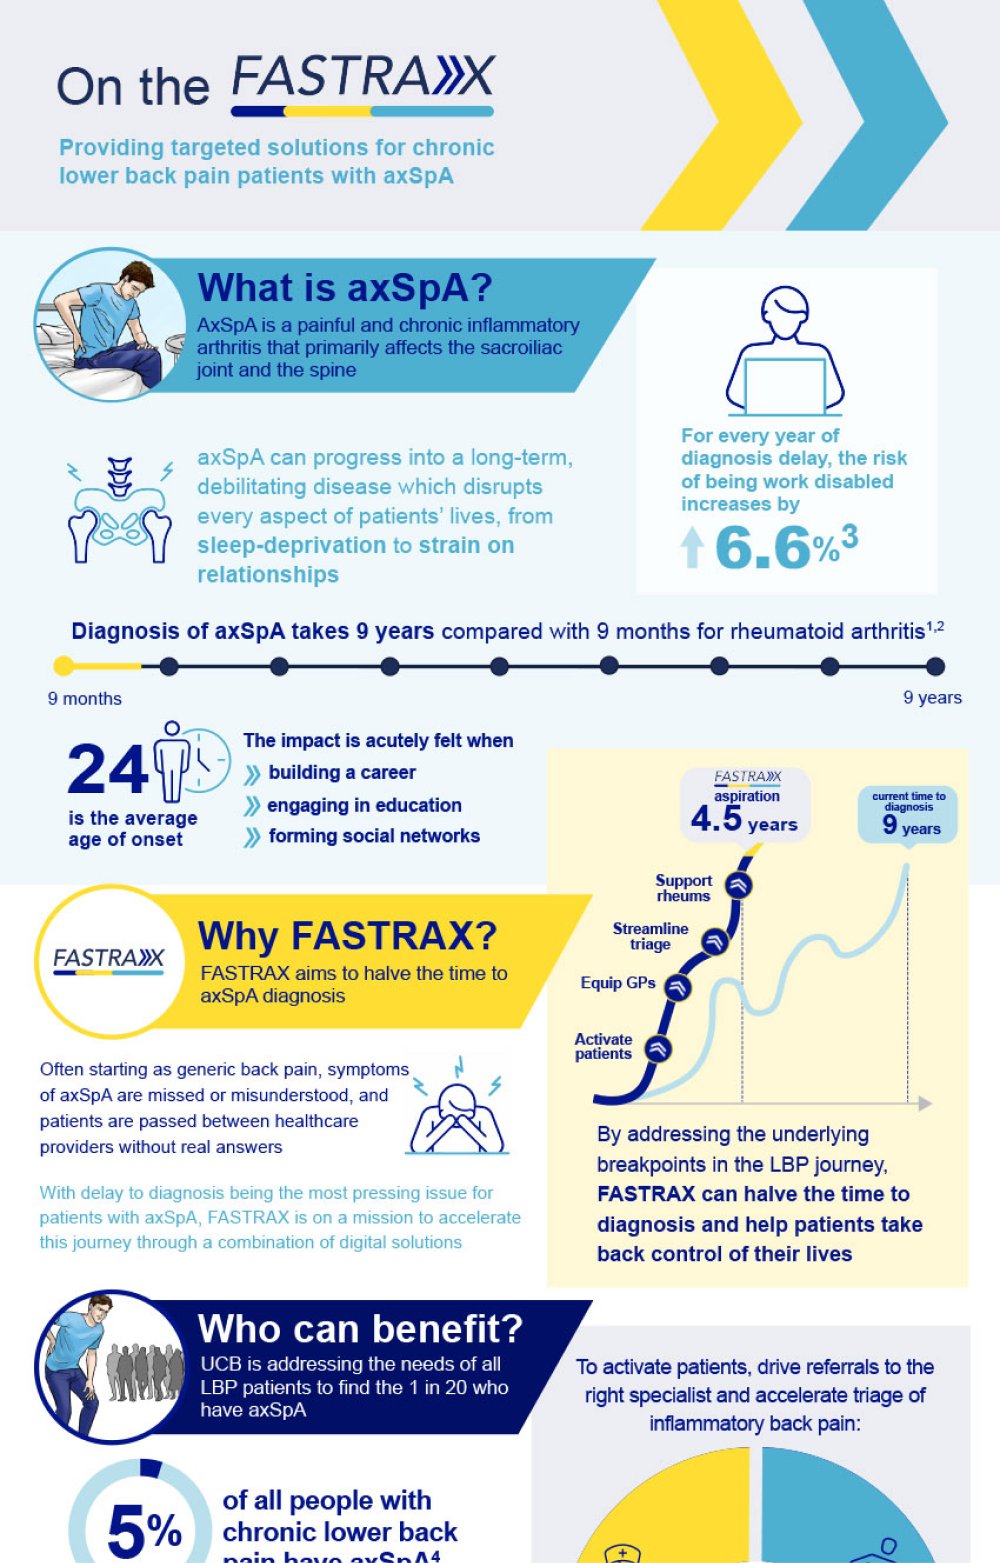 On the FASTRAX
Providing targeted solutions for chronic
lower back pain patients with axSpA
What is axSpA?
AxSpA is a painful and chronic inflammatory
arthritis that primarily affects the sacroiliac
joint and the spine
For every year of
diagnosis delay, the risk
of being work disabled
increases by
6.6%³
axSpA can progress into a long-term,
debilitating disease which disrupts
every aspect of patients' lives, from
sleep-deprivation to strain on
relationships
Diagnosis of axSpA takes 9 years compared with 9 months for rheumatoid arthritis¹,²
9 months
9 years
24
is the average
age of onset
The impact is acutely felt when
building a career
engaging in education
forming social networks
FASTRAX
aspiration
4.5 years
current time to
diagnosis
9 years
Support
rheums
Streamline
triage
Equip GPs
Activate
patients
By addressing the underlying
breakpoints in the LBP journey,
FASTRAX can halve the time to
diagnosis and help patients take
back control of their lives
FASTRAX
Why FASTRAX?
FASTRAX aims to halve the time to
axSpA diagnosis
Often starting as generic back pain, symptoms
of axSpA are missed or misunderstood, and
patients are passed between healthcare
providers without real answers
With delay to diagnosis being the most pressing issue for
patients with axSpA, FASTRAX is on a mission to accelerate
this journey through a combination of digital solutions
Who can benefit?
UCB is addressing the needs of all
LBP patients to find the 1 in 20 who
have axSpA
5%
of all people with
chronic lower back
pain have axSpA⁴
To activate patients, drive referrals to the
right specialist and accelerate triage of
inflammatory back pain: